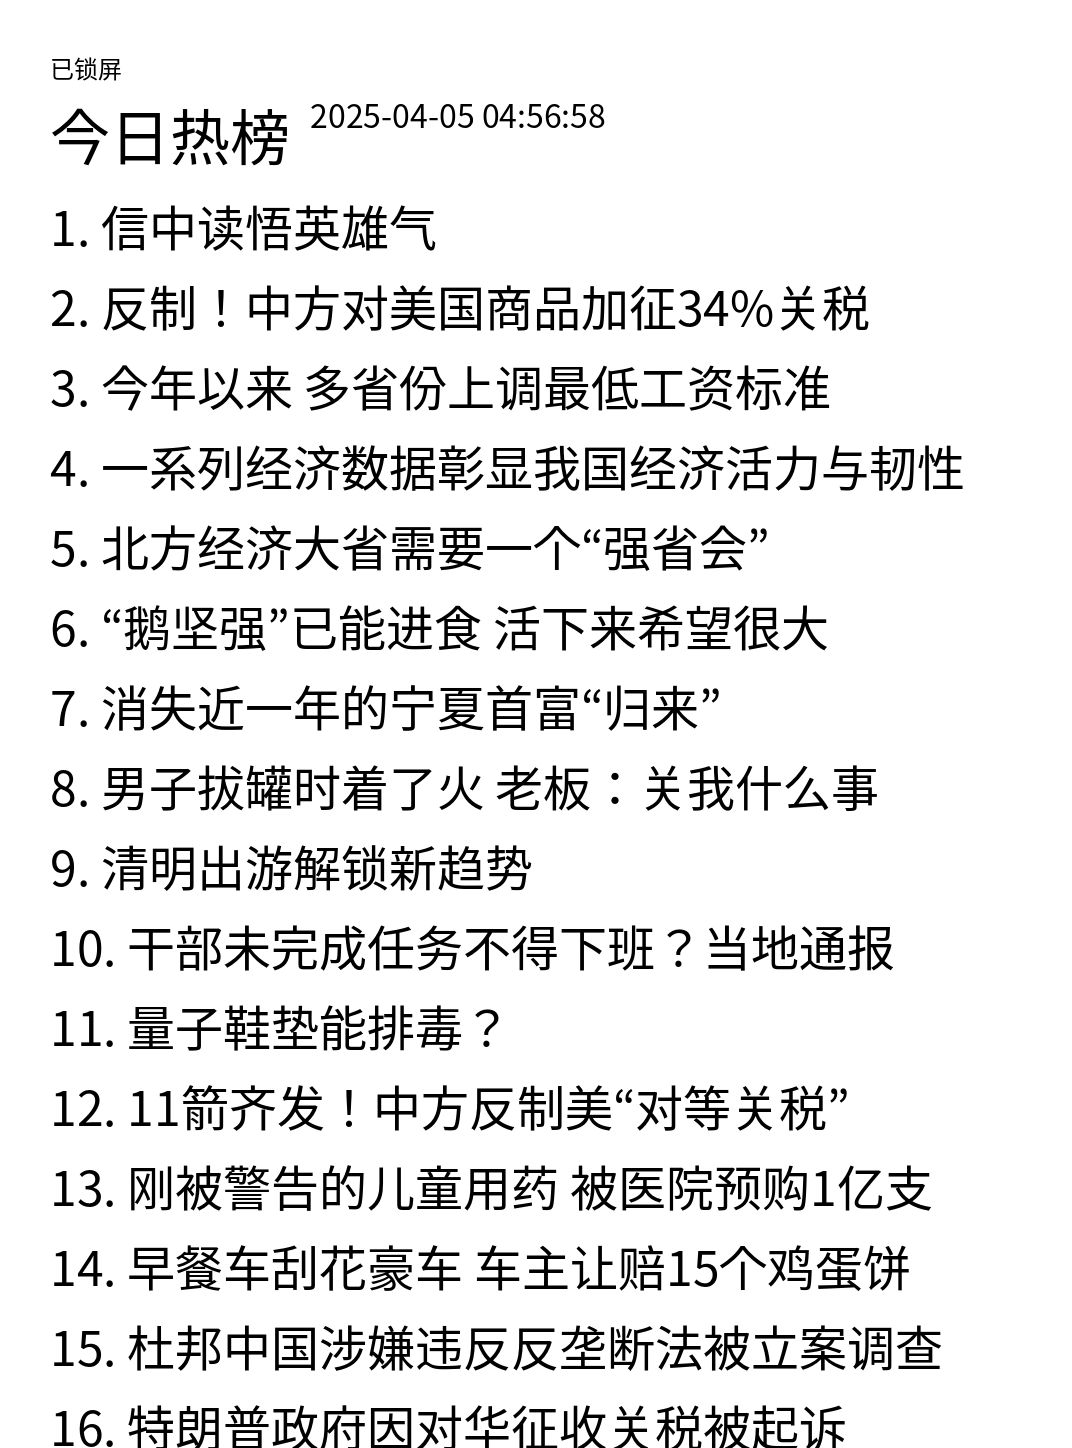 已锁屏
今日热榜 2025-04-05 04:56:58
1. 信中读悟英雄气
2. 反制！中方对美国商品加征34%关税
3. 今年以来 多省份上调最低工资标准
4. 一系列经济数据彰显我国经济活力与韧性
5. 北方经济大省需要一个“强省会”
6. “鹅坚强”已能进食 活下来希望很大
7. 消失近一年的宁夏首富“归来”
8. 男子拔罐时着了火 老板：关我什么事
9. 清明出游解锁新趋势
10. 干部未完成任务不得下班？当地通报
11. 量子鞋垫能排毒？
12. 11箭齐发！中方反制美“对等关税”
13. 刚被警告的儿童用药 被医院预购1亿支
14. 早餐车刮花豪车 车主让赔15个鸡蛋饼
15. 杜邦中国涉嫌违反反垄断法被立案调查
16. 特朗普政府因对华征收关税被起诉